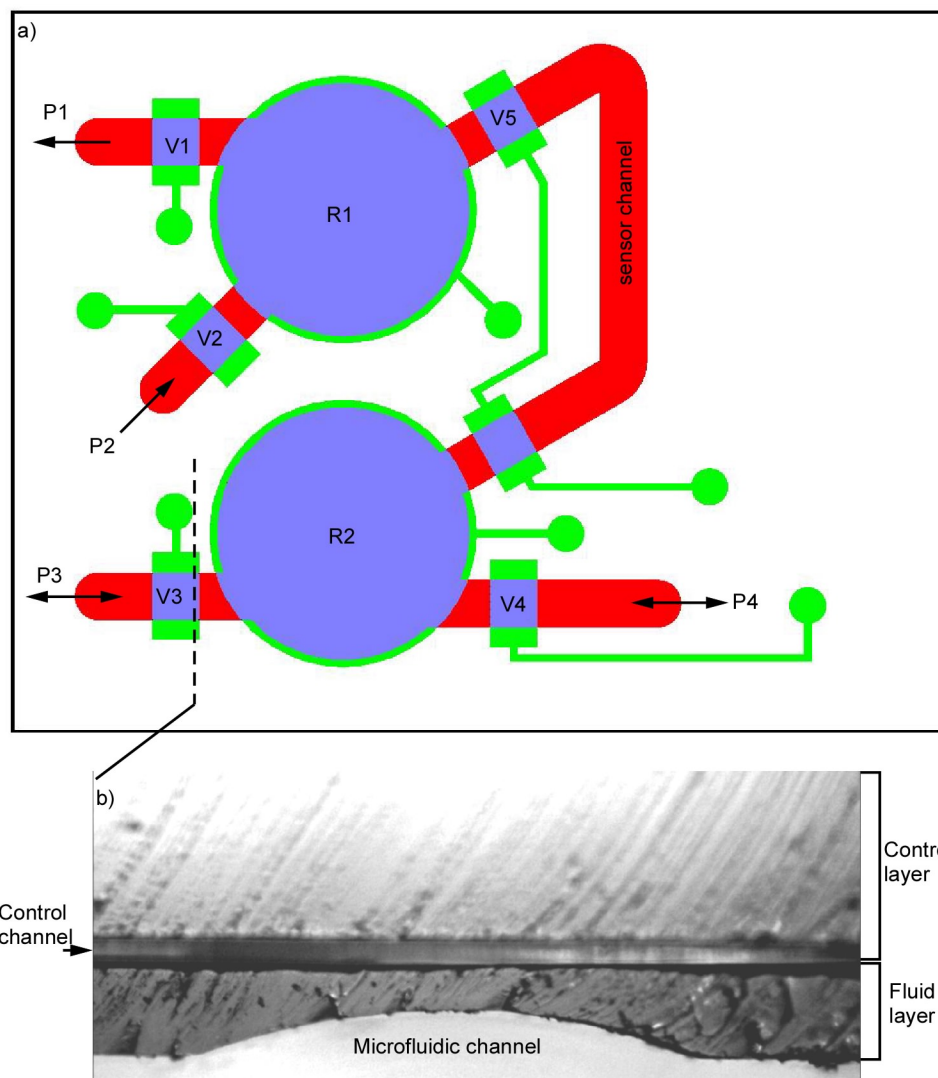 a)
P1
V1
V5
R1
sensor channel
V2
P2
R2
P3
V3
V4
P4
b)
Contro
layer
Control
channel
Fluid
layer
Microfluidic channel